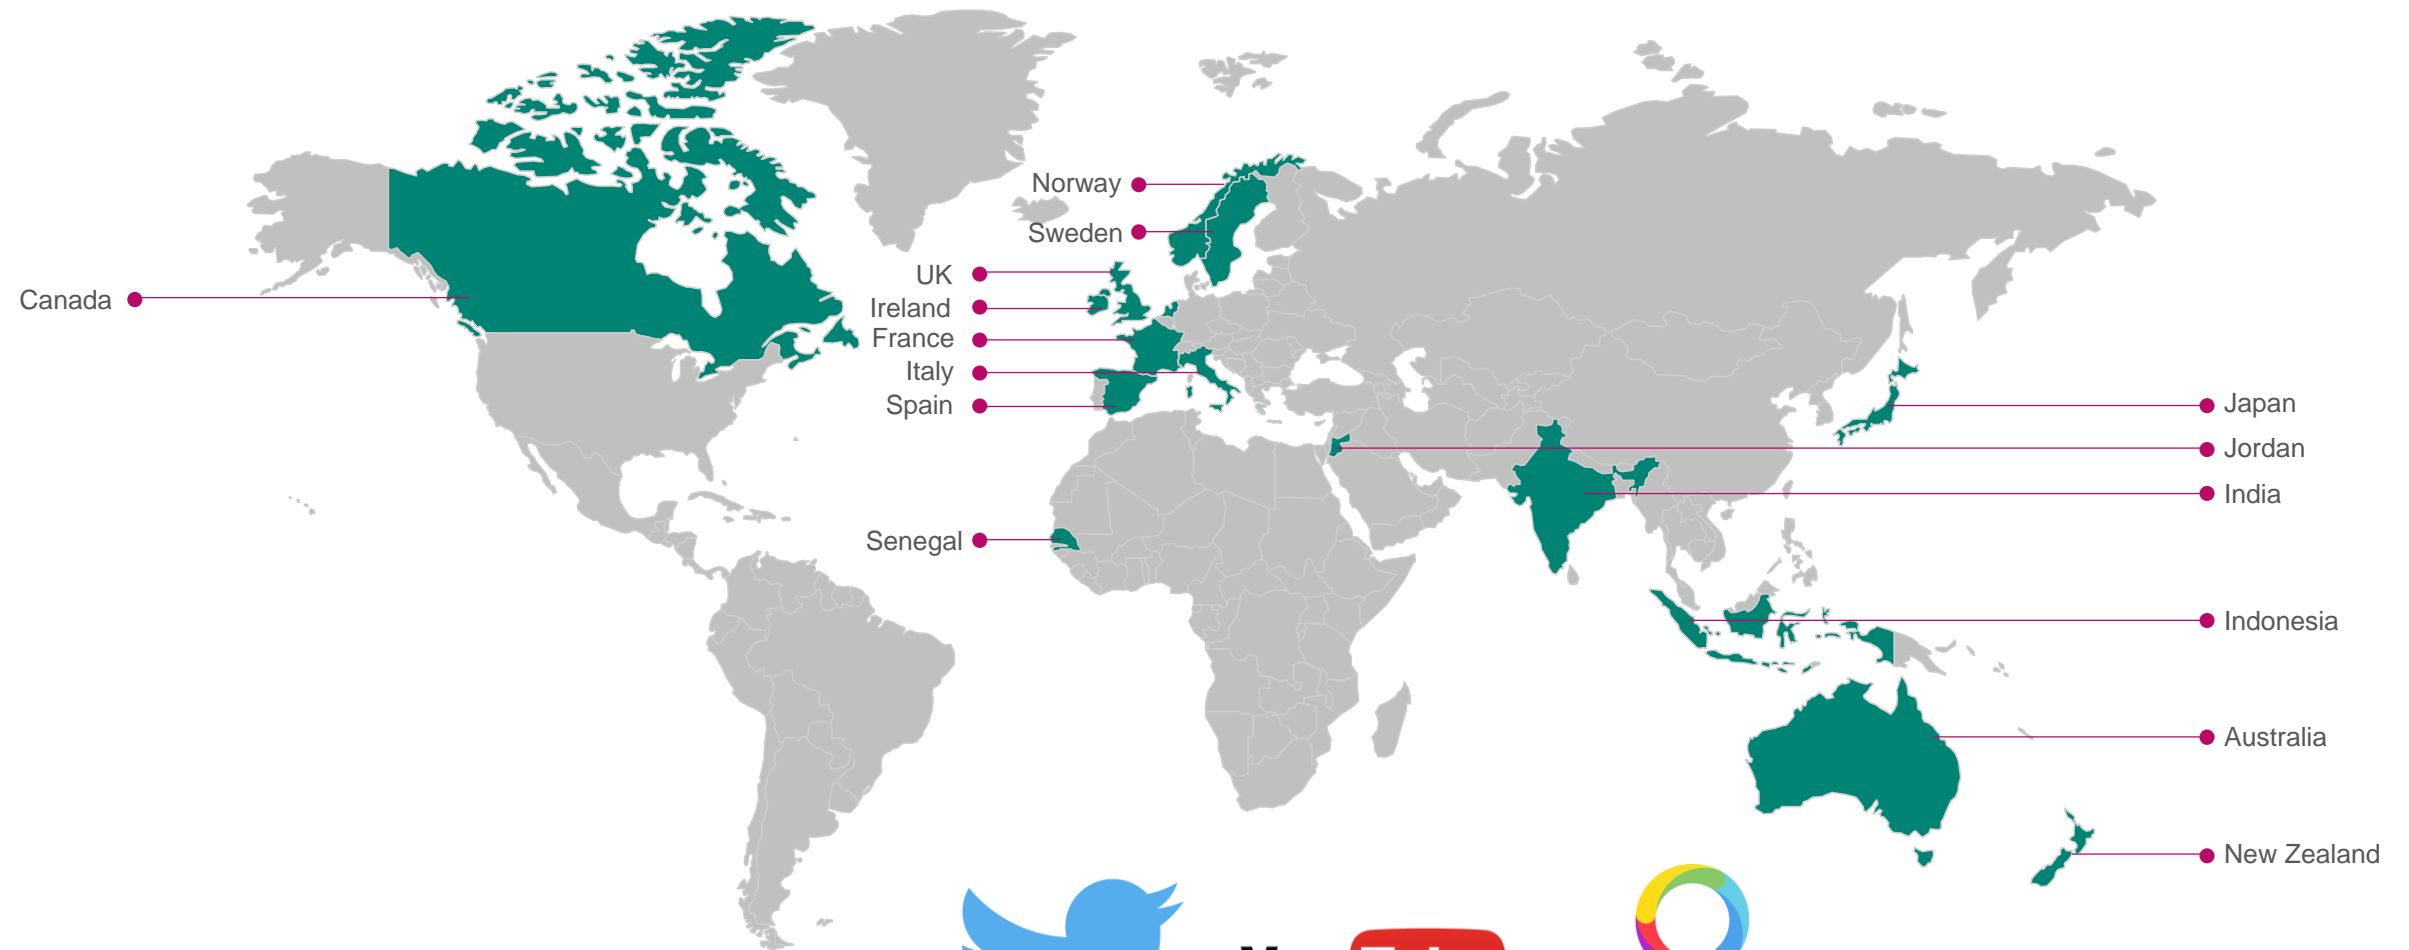 Norway
Sweden
UK
Canada
Ireland
France
Italy
Spain
Japan
Jordan
India
Senegal
Indonesia
Australia
New Zealand